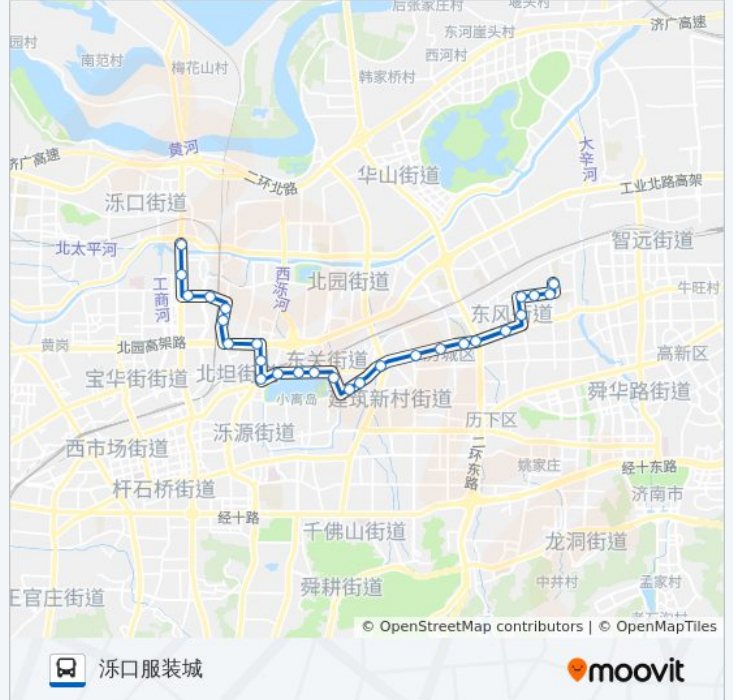 后张家庄村
堰头村
济广高速
东河崖头村
园村
西河村
南范村
梅花山村
韩家桥村
黄河
大辛河
济广高速
二环北路
华山街道
工业北路高架
泺口街道
北太平河
智远街道
西泺河
北园街道
工商河
牛旺村
东风街道
黄岗
北园高架路
东关街道
历城区
高新区
宝华街街道
北坦街
小离岛
建筑新村街道
舜华路街道
历下区
泺源街道
西市场街道
二环东路
姚家庄
经十东路
杆石桥街道
济南市
经十路
千佛山街道
龙洞街道
中井村
孟家村
舜耕街道
王官庄街道
© OpenStreetMap contributors | © OpenMapTiles
泺口服装城
moovit